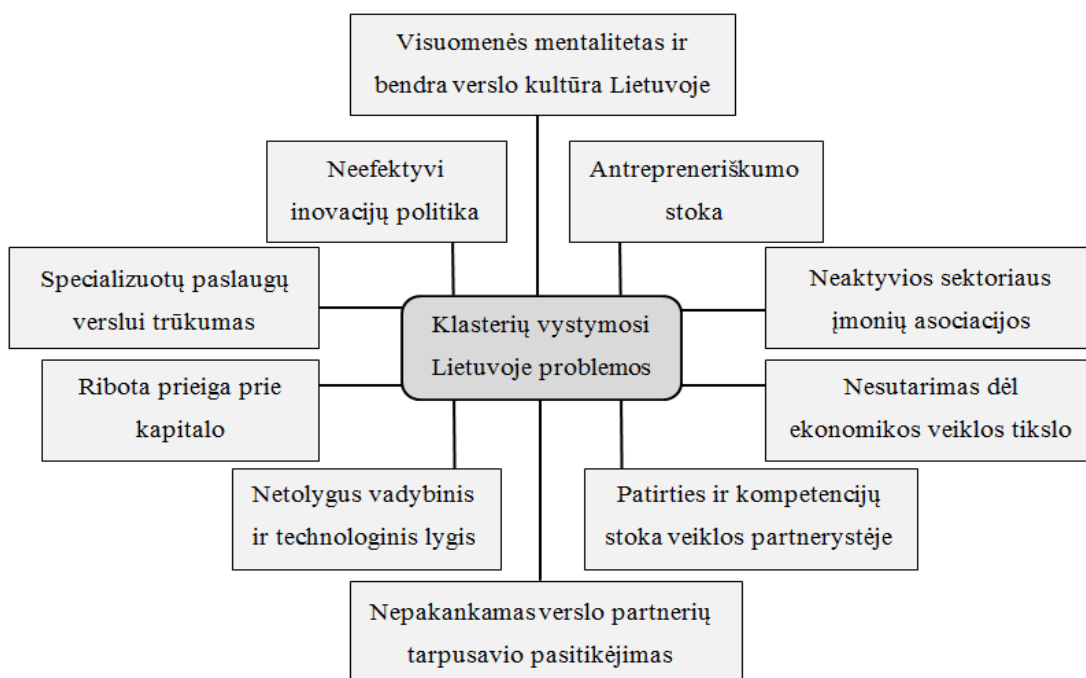 Visuomenės mentalitetas ir
bendra verslo kultūra Lietuvoje
Neefektyvi
inovacijų politika
Antrepreneriškumo
stoka
Specializuotų paslaugų
verslui trūkumas
Neaktyvios sektoriaus
įmonių asociacijos
Klasterių vystymosi
Lietuvoje problemos
Ribota prieiga prie
kapitalo
Nesutarimas dėl
ekonomikos veiklos tikslo
Netolygus vadybinis
ir technologinis lygis
Patirties ir kompetencijų
stoka veiklos partnerystėje
Nepakankamas verslo partnerių
tarpusavio pasitikėjimas